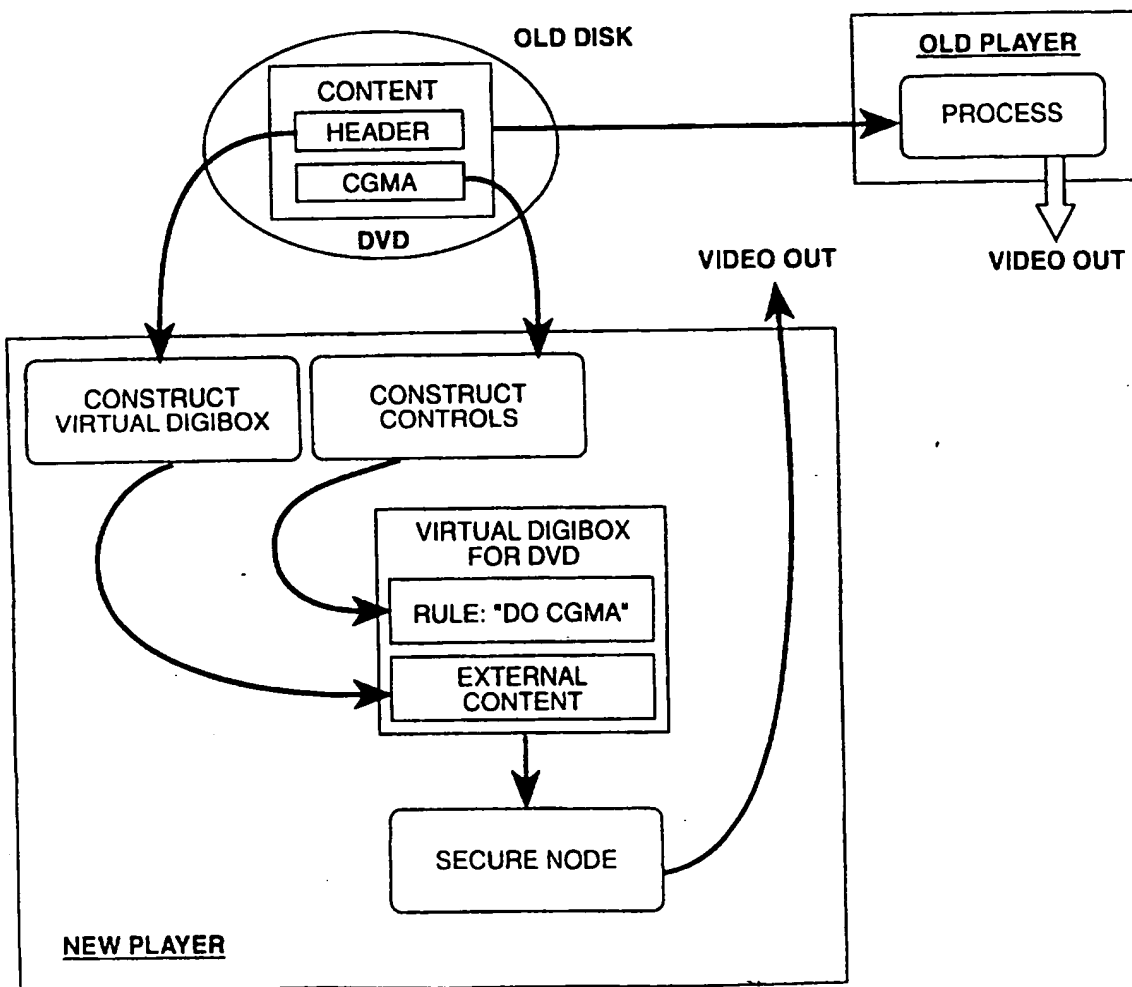 OLD DISK
CONTENT
HEADER
CGMA
DVD
OLD PLAYER
PROCESS
VIDEO OUT
VIDEO OUT
CONSTRUCT
VIRTUAL DIGIBOX
CONSTRUCT
CONTROLS
VIRTUAL DIGIBOX
FOR DVD
RULE: "DO CGMA"
EXTERNAL
CONTENT
SECURE NODE
NEW PLAYER